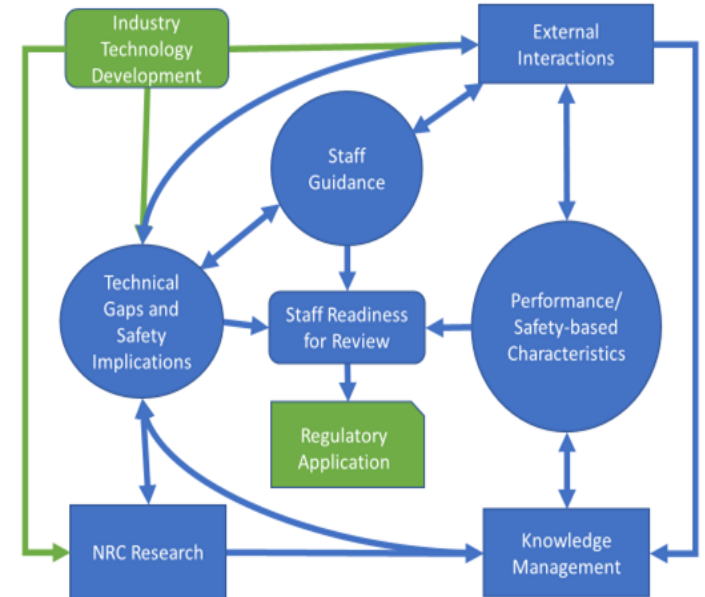 Industry
Technology
Development
External
Interactions
Staff
Guidance
Technical
Gaps and
Safety
Implications
Staff Readiness
for Review
Performance/
Safety-based
Characteristics
Regulatory
Application
NRC Research
Knowledge
Management